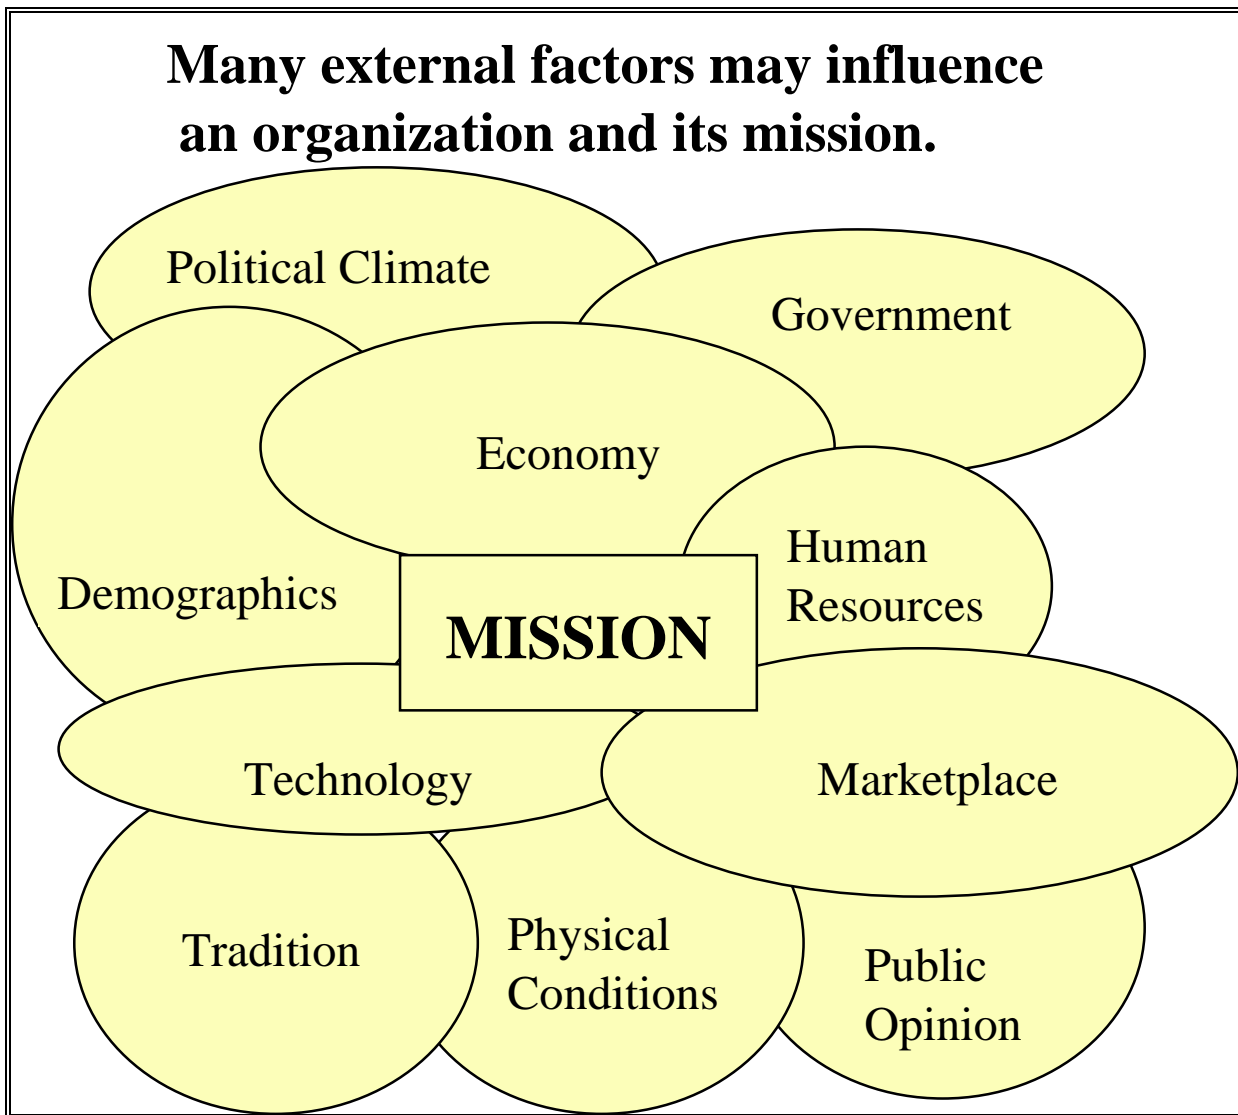 Many external factors may influence
an organization and its mission.
Political Climate
Government
Economy
Human
Resources
Demographics
MISSION
Technology
Marketplace
Tradition
Physical
Conditions
Public
Opinion